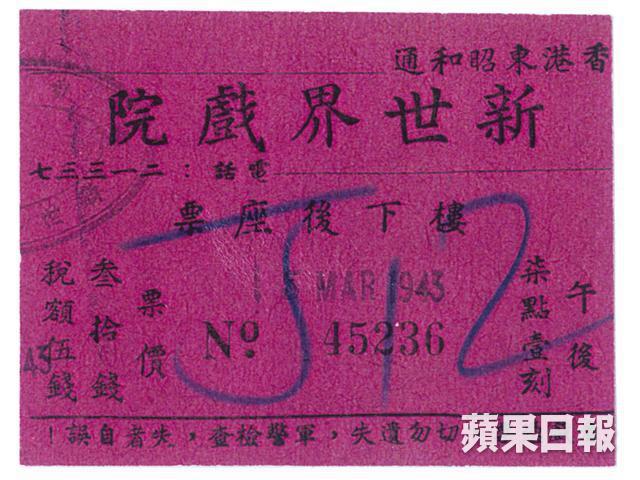 香港東昭和通
新世界戲院
電話：二一三三七
樓下後座票
午後
柒點壹刻
J12
MAR 1943
Nº 45236
票價
叁拾錢
稅額伍錢
切勿遺失，軍警檢查，失者自誤！
蘋果日報